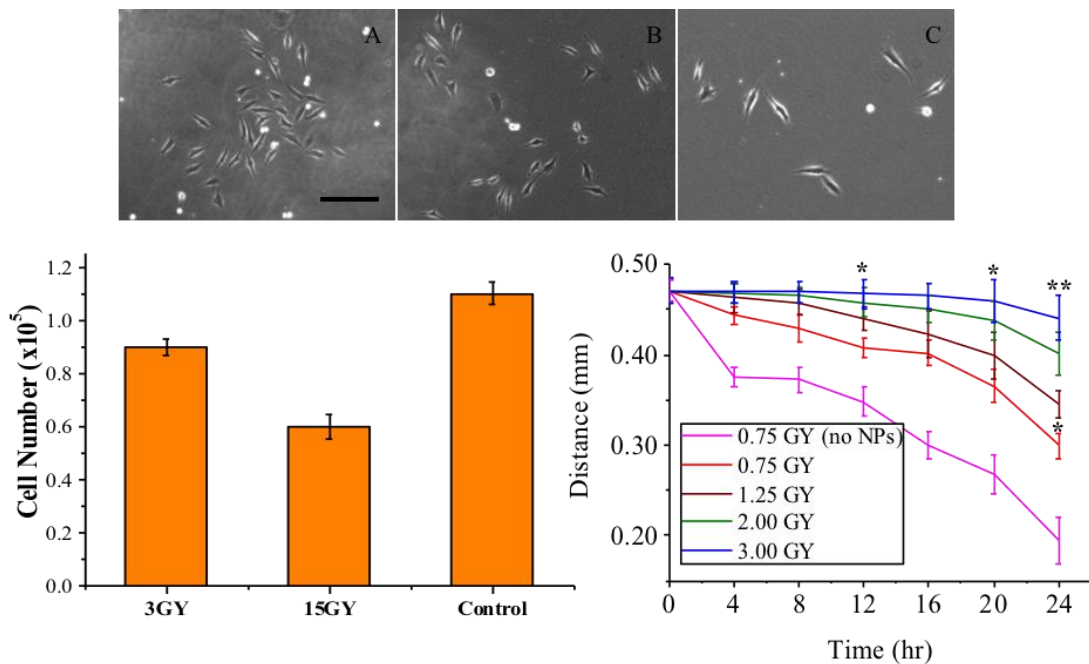 A
B
C
Cell Number (x10⁵)
1.2
1.0
0.8
0.6
0.4
0.2
0.0
3GY
15GY
Control
Distance (mm)
0.50
0.40
0.30
0.20
*
*
**
*
0.75 GY (no NPs)
0.75 GY
1.25 GY
2.00 GY
3.00 GY
0 4 8 12 16 20 24
Time (hr)